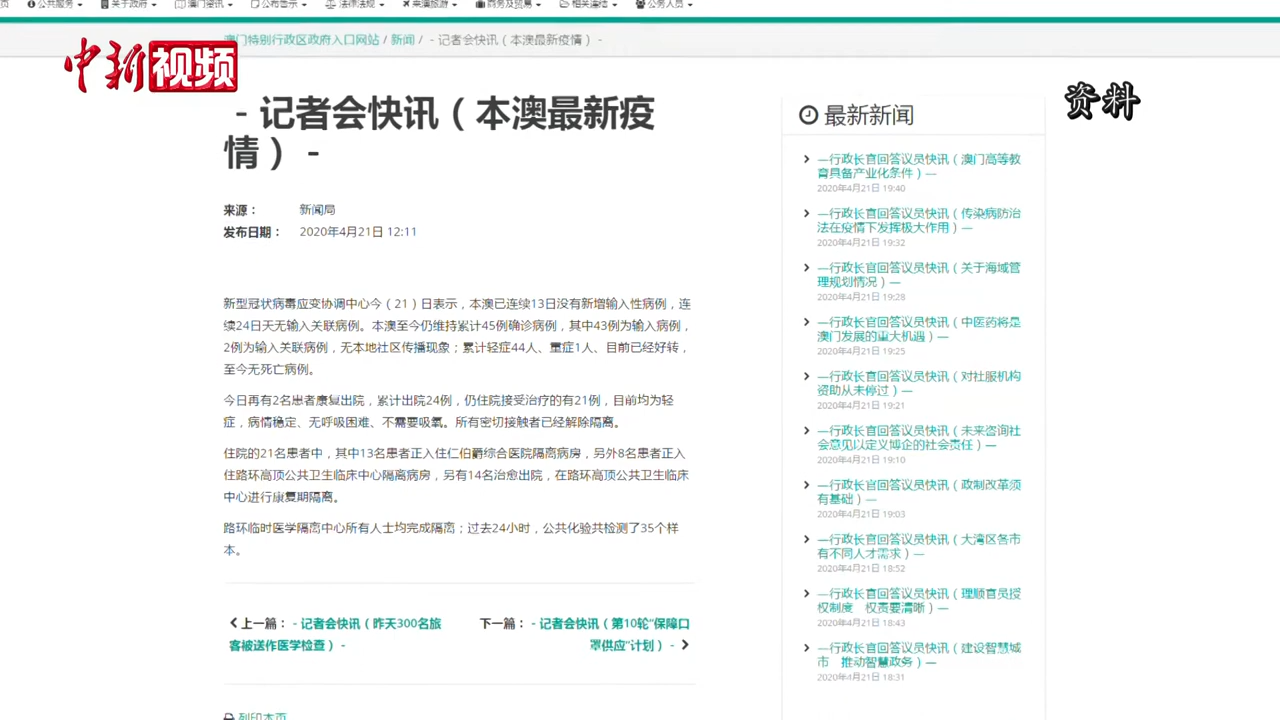 页 公共服务 关于政府 澳门资讯 公布告示 法律法规 来澳旅游 商务及贸易 相关连结 公务人员
澳门特别行政区政府入口网站 / 新闻 / - 记者会快讯（本澳最新疫情） -
中新视频
资料
- 记者会快讯（本澳最新疫
情） -
来源： 新闻局
发布日期： 2020年4月21日 12:11
新型冠状病毒应变协调中心今（21）日表示，本澳已连续13日没有新增输入性病例，连
续24日天无输入关联病例。本澳至今仍维持累计45例确诊病例，其中43例为输入病例，
2例为输入关联病例，无本地社区传播现象；累计轻症44人、重症1人、目前已经好转，
至今无死亡病例。
今日再有2名患者康复出院，累计出院24例，仍住院接受治疗的有21例，目前均为轻
症，病情稳定、无呼吸困难、不需要吸氧。所有密切接触者已经解除隔离。
住院的21名患者中，其中13名患者正入住仁伯爵综合医院隔离病房，另外8名患者正入
住路环高顶公共卫生临床中心隔离病房，另有14名治愈出院，在路环高顶公共卫生临床
中心进行康复期隔离。
路环临时医学隔离中心所有人士均完成隔离；过去24小时，公共化验共检测了35个样
本。
上一篇： - 记者会快讯（昨天300名旅
客被送作医学检查） -
下一篇： - 记者会快讯（第10轮“保障口
罩供应”计划） -
列印本页
最新新闻
—行政长官回答议员快讯（澳门高等教
育具备产业化条件）—
2020年4月21日 19:40
—行政长官回答议员快讯（传染病防治
法在疫情下发挥极大作用）—
2020年4月21日 19:32
—行政长官回答议员快讯（关于海域管
理规划情况）—
2020年4月21日 19:28
—行政长官回答议员快讯（中医药将是
澳门发展的重大机遇）—
2020年4月21日 19:25
—行政长官回答议员快讯（对社服机构
资助从未停过）—
2020年4月21日 19:21
—行政长官回答议员快讯（未来咨询社
会意见以定义博企的社会责任）—
2020年4月21日 19:10
—行政长官回答议员快讯（政制改革须
有基础）—
2020年4月21日 19:03
—行政长官回答议员快讯（大湾区各市
有不同人才需求）—
2020年4月21日 18:52
—行政长官回答议员快讯（理顺官员授
权制度 权责要清晰）—
2020年4月21日 18:43
—行政长官回答议员快讯（建设智慧城
市 推动智慧政务）—
2020年4月21日 18:31